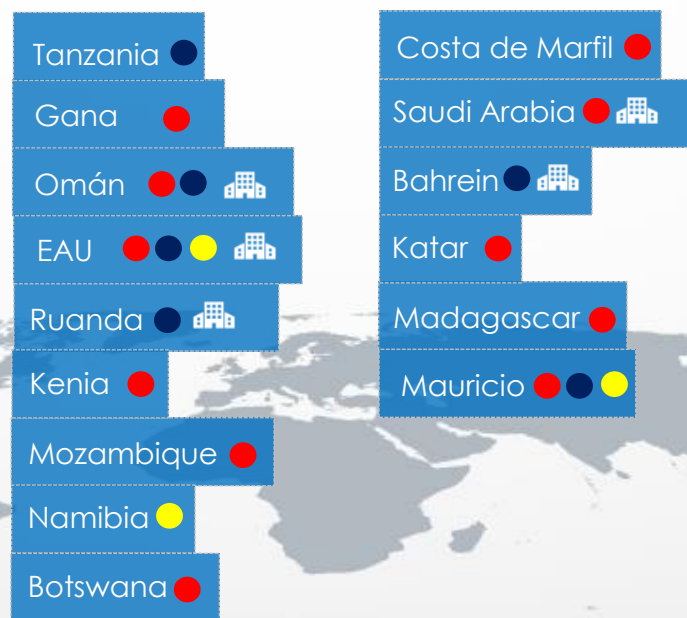 Tanzania
Gana
Omán
EAU
Ruanda
Kenia
Mozambique
Namibia
Botswana
Costa de Marfil
Saudi Arabia
Bahrein
Katar
Madagascar
Mauricio